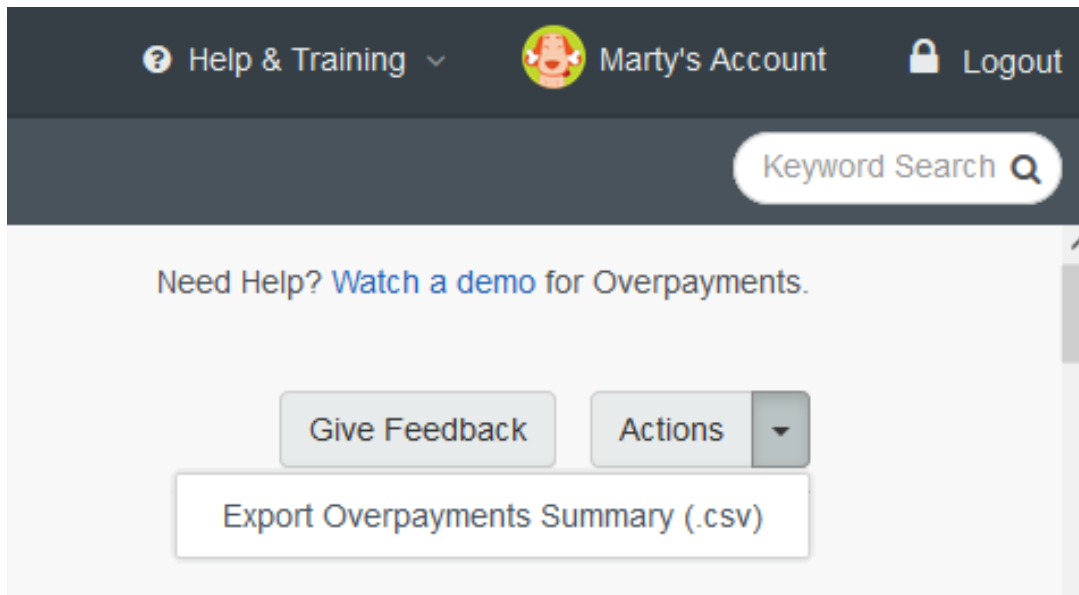 Help & Training
Marty's Account
Logout
Keyword Search
Need Help? Watch a demo for Overpayments.
Give Feedback
Actions
Export Overpayments Summary (.csv)